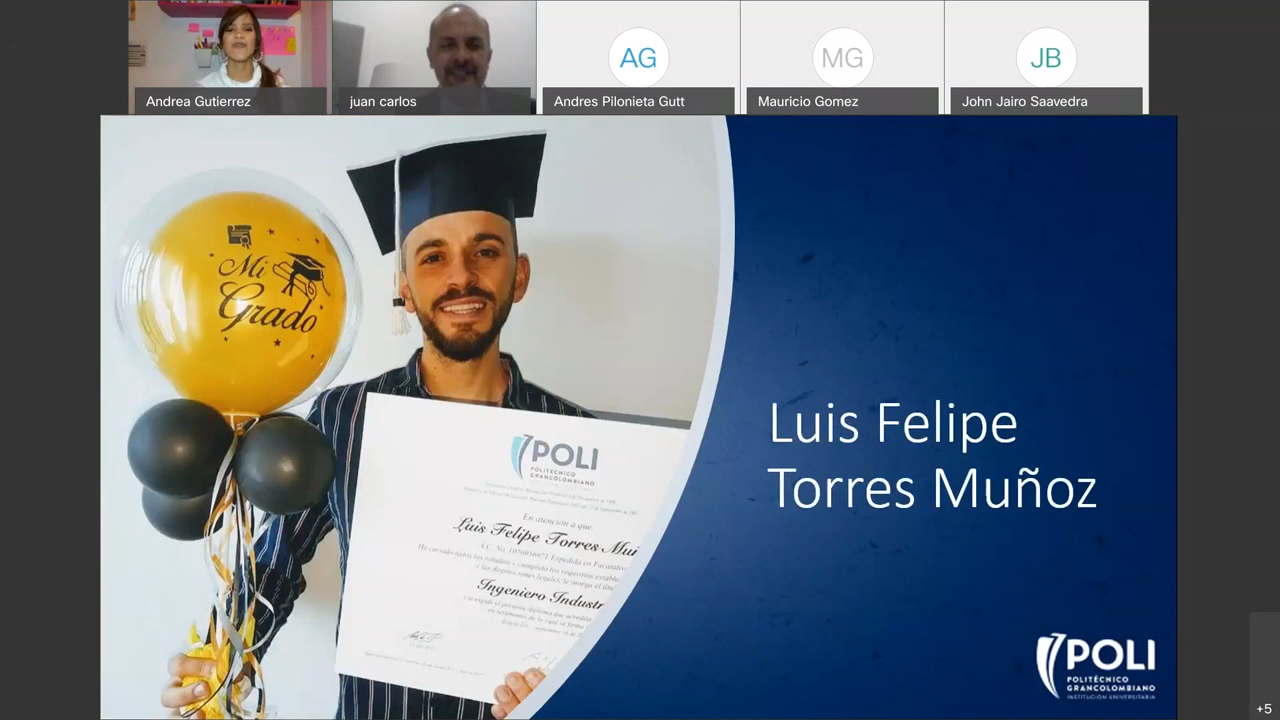 Andrea Gutierrez
juan carlos
AG
Andres Pilonieta Gutt
MG
Mauricio Gomez
JB
John Jairo Saavedra
Mi
Grado
POLI
POLITÉCNICO
GRANCOLOMBIANO
En atención a que
Luis Felipe Torres Mu
Ingeniero Industr
Luis Felipe
Torres Muñoz
POLI
POLITÉCNICO
GRANCOLOMBIANO
INSTITUCIÓN UNIVERSITARIA
+5